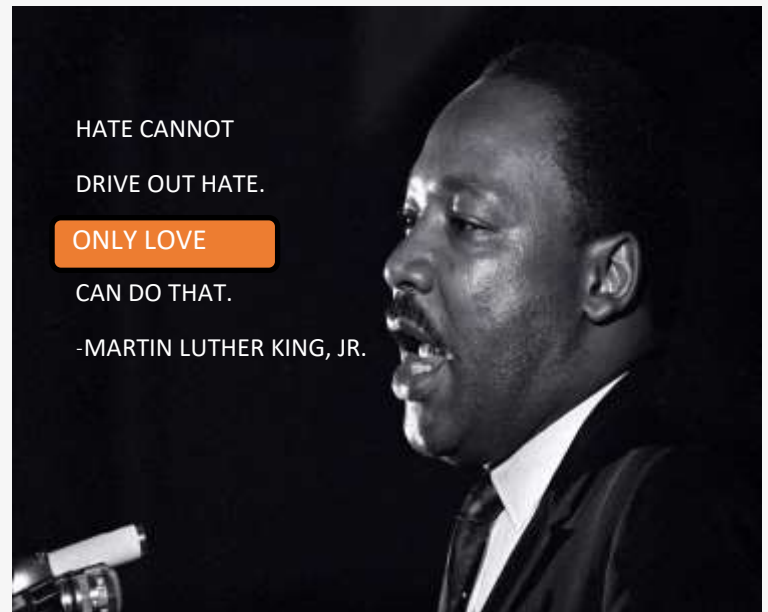 HATE CANNOT
DRIVE OUT HATE.
ONLY LOVE
CAN DO THAT.
-MARTIN LUTHER KING, JR.